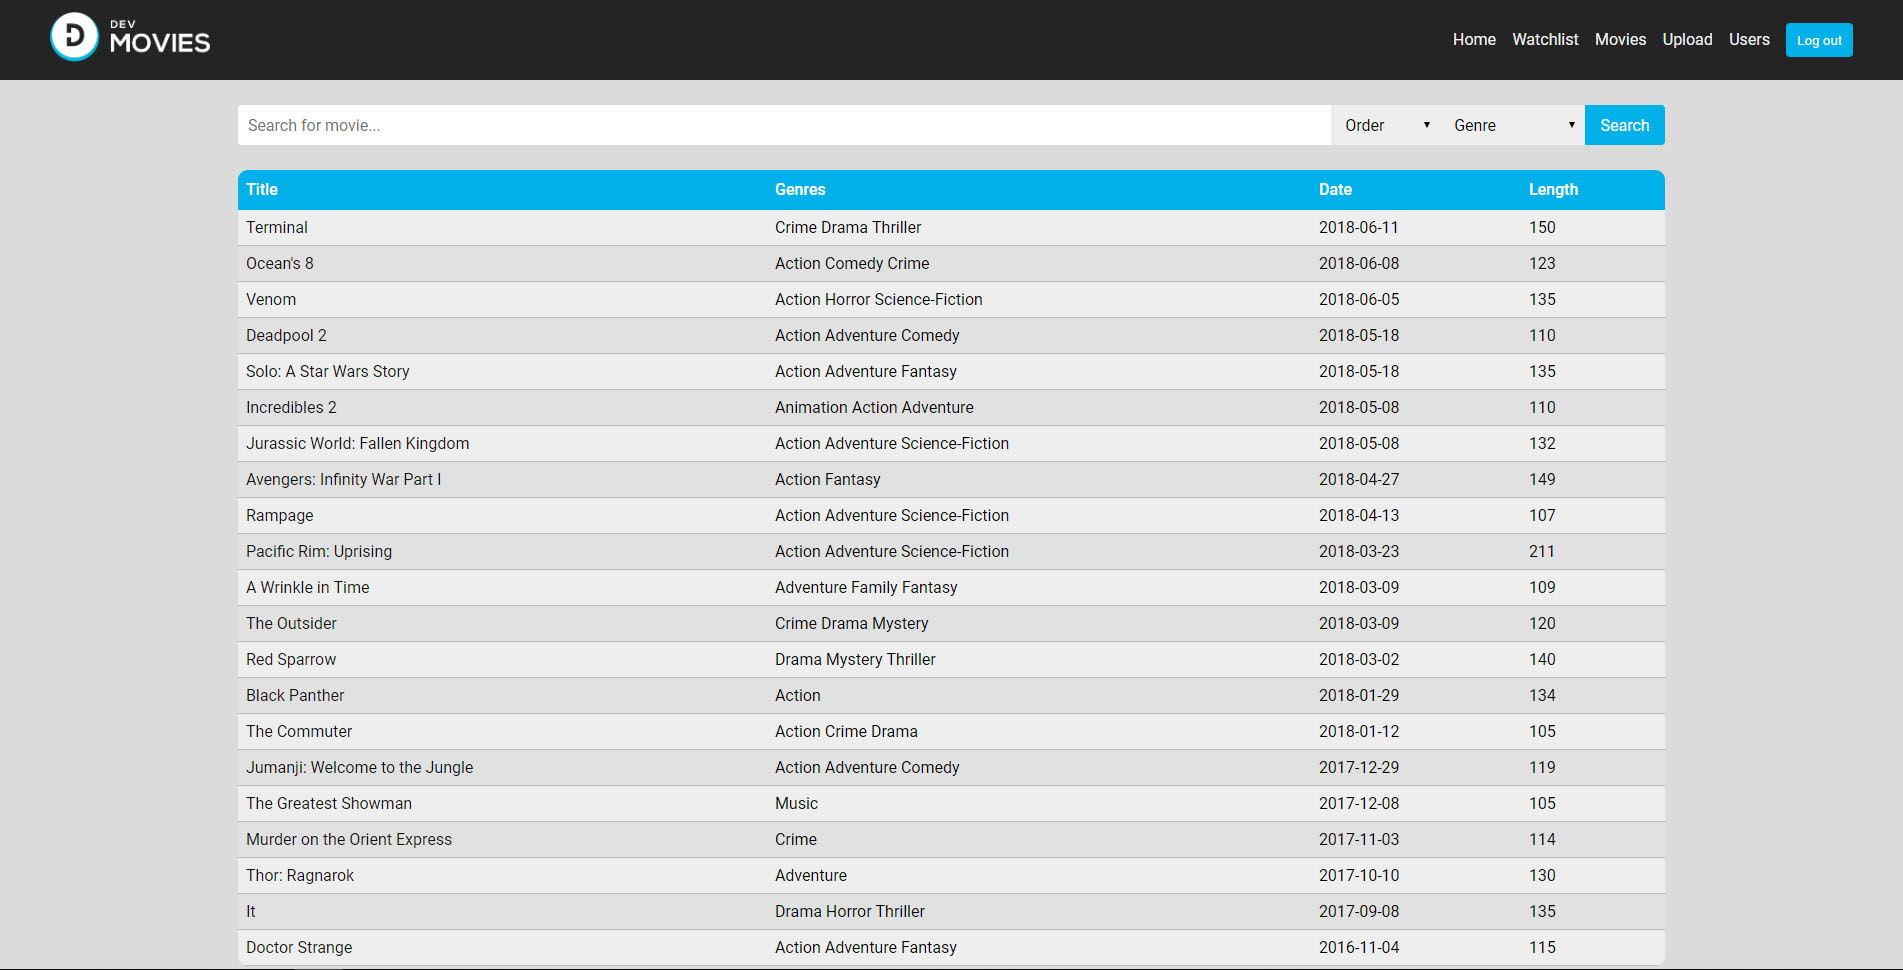 DEV
MOVIES
Home Watchlist Movies Upload Users Log out
Search for movie... Order Genre Search
Title Genres Date Length
Terminal Crime Drama Thriller 2018-06-11 150
Ocean's 8 Action Comedy Crime 2018-06-08 123
Venom Action Horror Science-Fiction 2018-06-05 135
Deadpool 2 Action Adventure Comedy 2018-05-18 110
Solo: A Star Wars Story Action Adventure Fantasy 2018-05-18 135
Incredibles 2 Animation Action Adventure 2018-05-08 110
Jurassic World: Fallen Kingdom Action Adventure Science-Fiction 2018-05-08 132
Avengers: Infinity War Part I Action Fantasy 2018-04-27 149
Rampage Action Adventure Science-Fiction 2018-04-13 107
Pacific Rim: Uprising Action Adventure Science-Fiction 2018-03-23 211
A Wrinkle in Time Adventure Family Fantasy 2018-03-09 109
The Outsider Crime Drama Mystery 2018-03-09 120
Red Sparrow Drama Mystery Thriller 2018-03-02 140
Black Panther Action 2018-01-29 134
The Commuter Action Crime Drama 2018-01-12 105
Jumanji: Welcome to the Jungle Action Adventure Comedy 2017-12-29 119
The Greatest Showman Music 2017-12-08 105
Murder on the Orient Express Crime 2017-11-03 114
Thor: Ragnarok Adventure 2017-10-10 130
It Drama Horror Thriller 2017-09-08 135
Doctor Strange Action Adventure Fantasy 2016-11-04 115